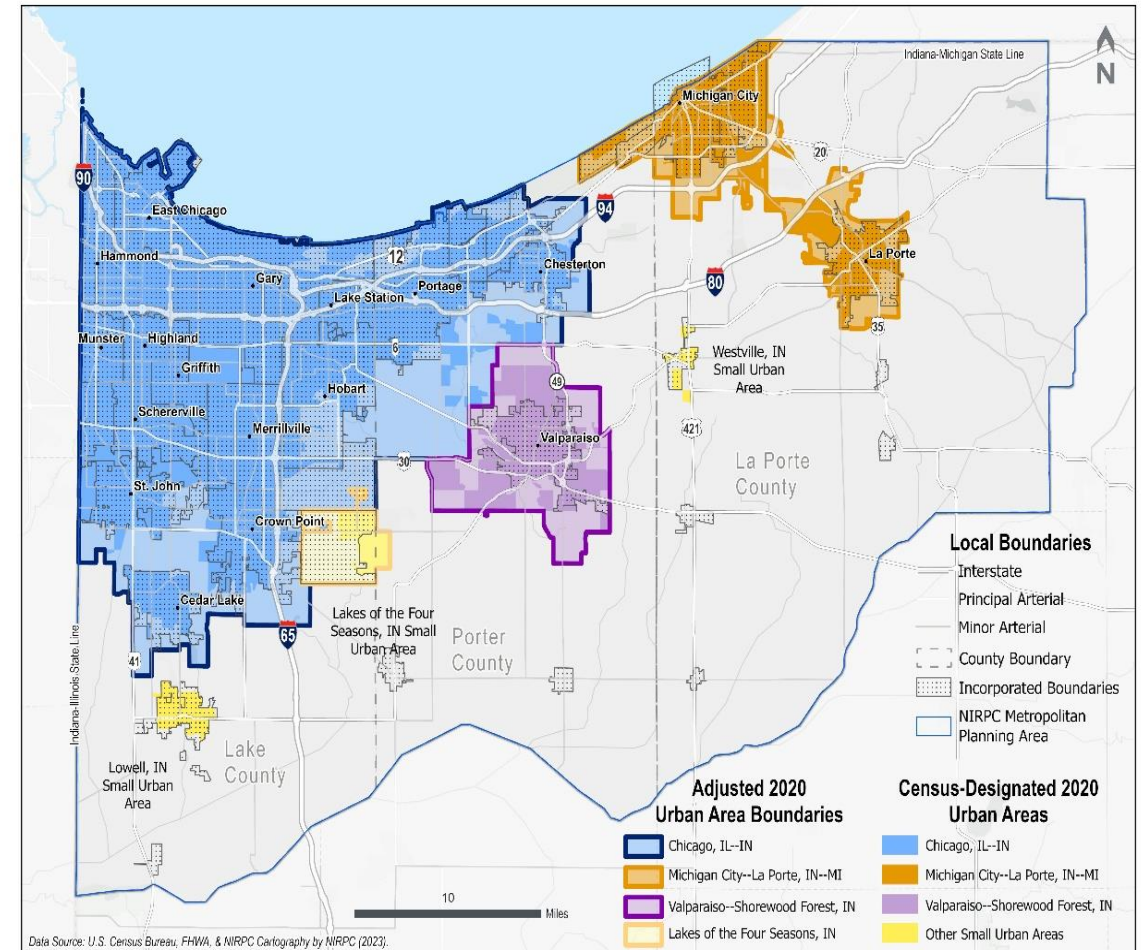 Indiana-Michigan State Line
N
Michigan City
20
90
94
East Chicago
La Porte
12
Hammond
Chesterton
Gary
80
Portage
Lake Station
35
Munster
Highland
6
Westville, IN
Small Urban
Area
Griffith
49
Hobart
Schererville
421
Merrillville
Valparaiso
30
La Porte
County
St. John
Crown Point
Local Boundaries
Interstate
Cedar Lake
Principal Arterial
Lakes of the Four
Seasons, IN Small
Urban Area
65
Porter
County
Minor Arterial
County Boundary
41
Incorporated Boundaries
Indiana-Illinois State Line
NIRPC Metropolitan
Planning Area
Lake
County
Lowell, IN
Small Urban
Area
Adjusted 2020
Urban Area Boundaries
Chicago, IL--IN
Michigan City--La Porte, IN--MI
Valparaiso--Shorewood Forest, IN
Lakes of the Four Seasons, IN
Census-Designated 2020
Urban Areas
Chicago, IL--IN
Michigan City--La Porte, IN--MI
Valparaiso--Shorewood Forest, IN
Other Small Urban Areas
10
Miles
Data Source: U.S. Census Bureau, FHWA, & NIRPC Cartography by NIRPC (2023).